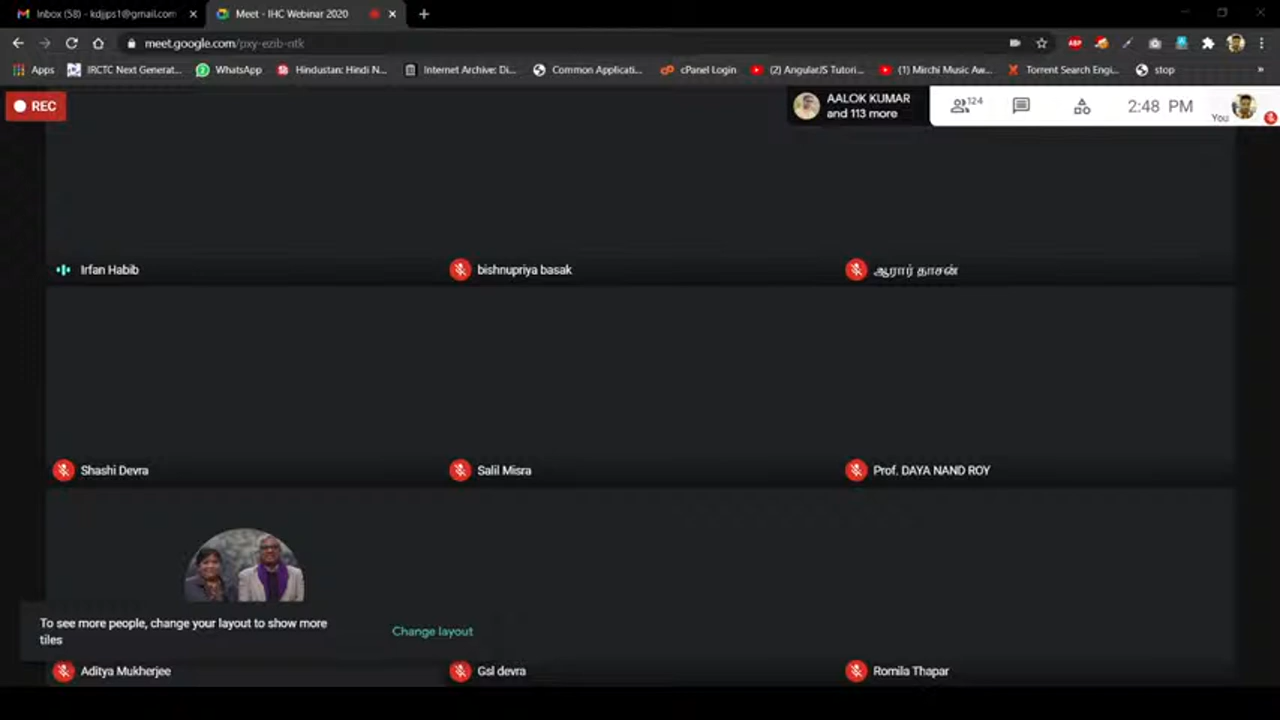 Inbox (58) - kdjjps1@gmail.com
Meet - IHC Webinar 2020
meet.google.com/pxy-ezib-ntk
ABP
Apps
IRCTC Next Generat...
WhatsApp
Hindustan: Hindi N...
Internet Archive: Di...
Common Applicati...
cPanel Login
(2) AngularJS Tutori...
(1) Mirchi Music Aw...
Torrent Search Engi...
stop
REC
AALOK KUMAR
and 113 more
124
2:48 PM
You
Irfan Habib
bishnupriya basak
ஆரார் தாசன்
Shashi Devra
Salil Misra
Prof. DAYA NAND ROY
To see more people, change your layout to show more
tiles
Change layout
Aditya Mukherjee
Gsl devra
Romila Thapar